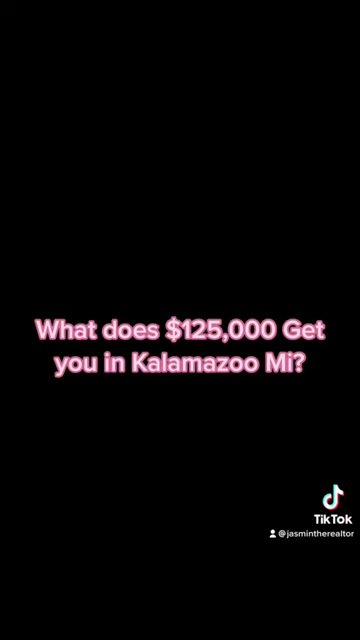 What does $125,000 Get
you in Kalamazoo Mi?
TikTok
@jasmintherealtor